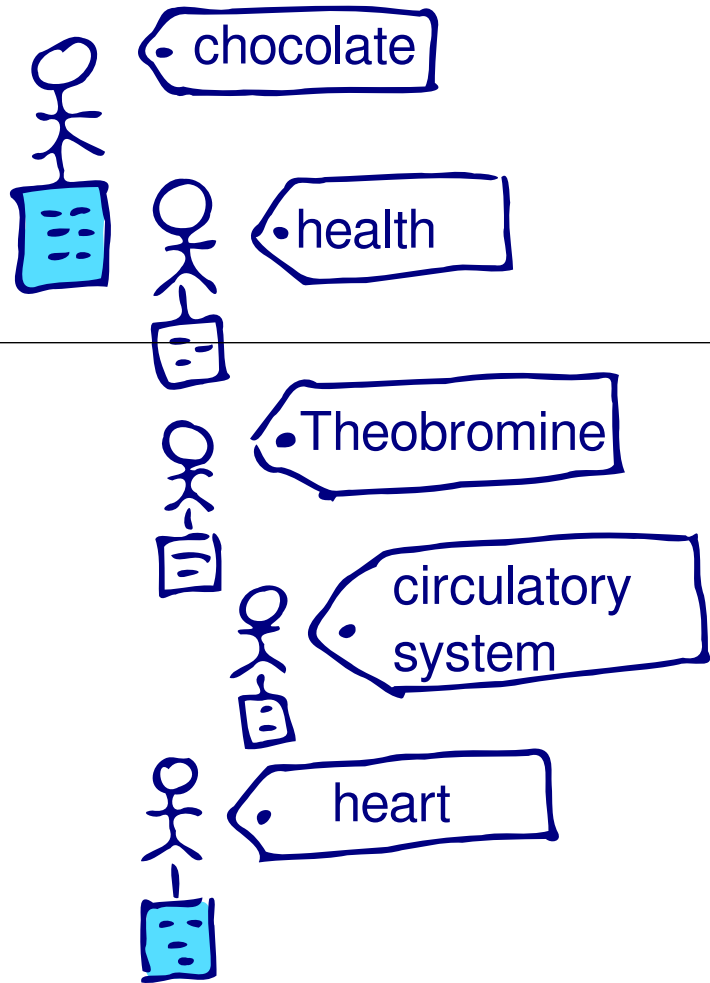 chocolate
health
Theobromine
circulatory
system
heart